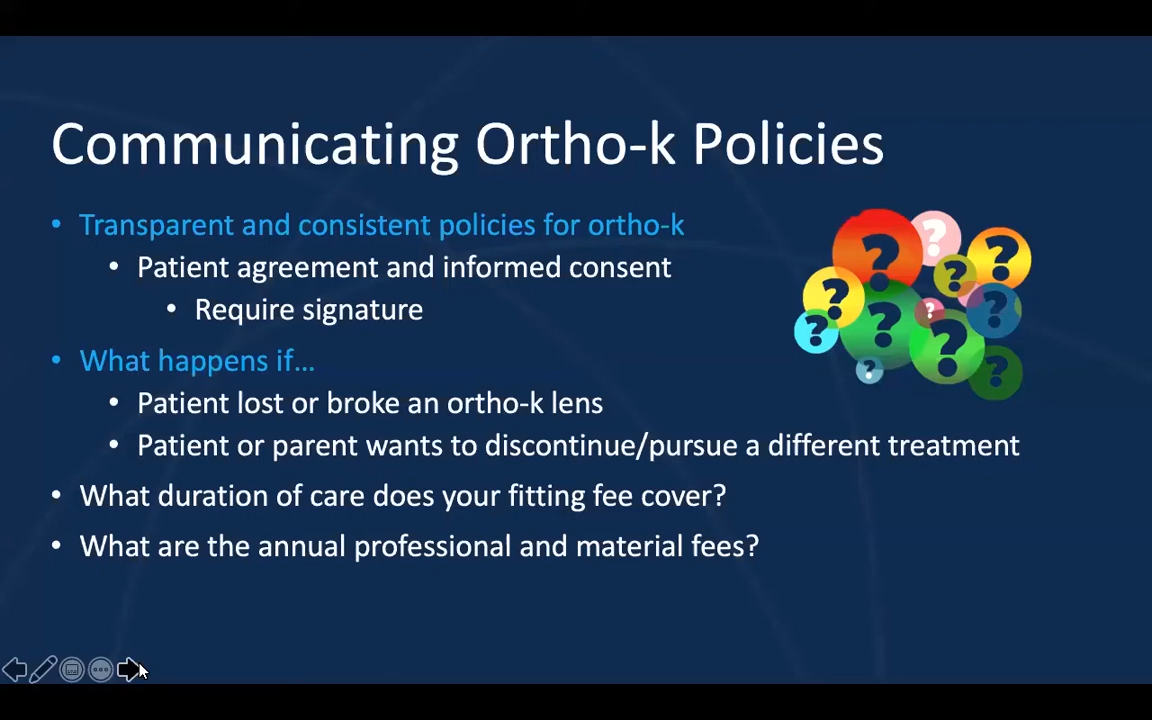 Communicating Ortho-k Policies
• Transparent and consistent policies for ortho-k
• Patient agreement and informed consent
• Require signature
• What happens if...
• Patient lost or broke an ortho-k lens
• Patient or parent wants to discontinue/pursue a different treatment
• What duration of care does your fitting fee cover?
• What are the annual professional and material fees?